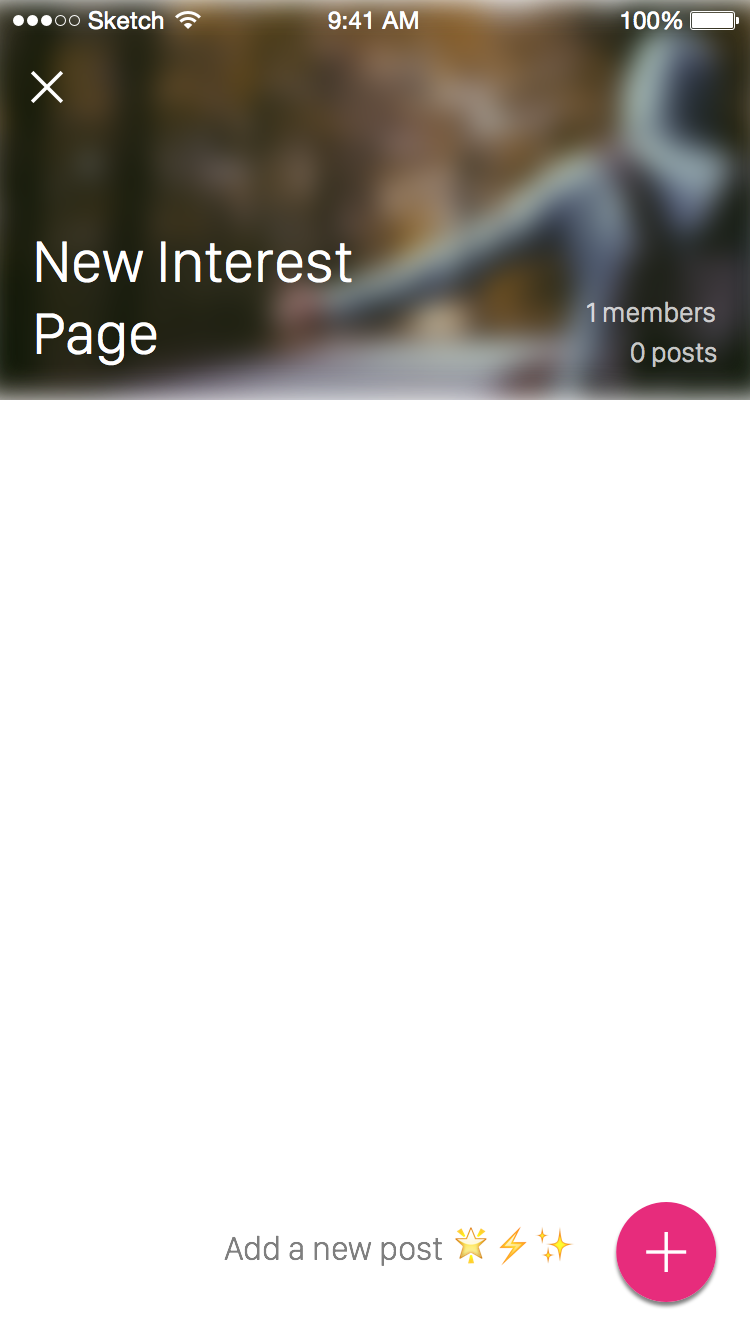 Sketch 9:41 AM 100%
New Interest
Page
1 members
0 posts
Add a new post 🌟⚡✨